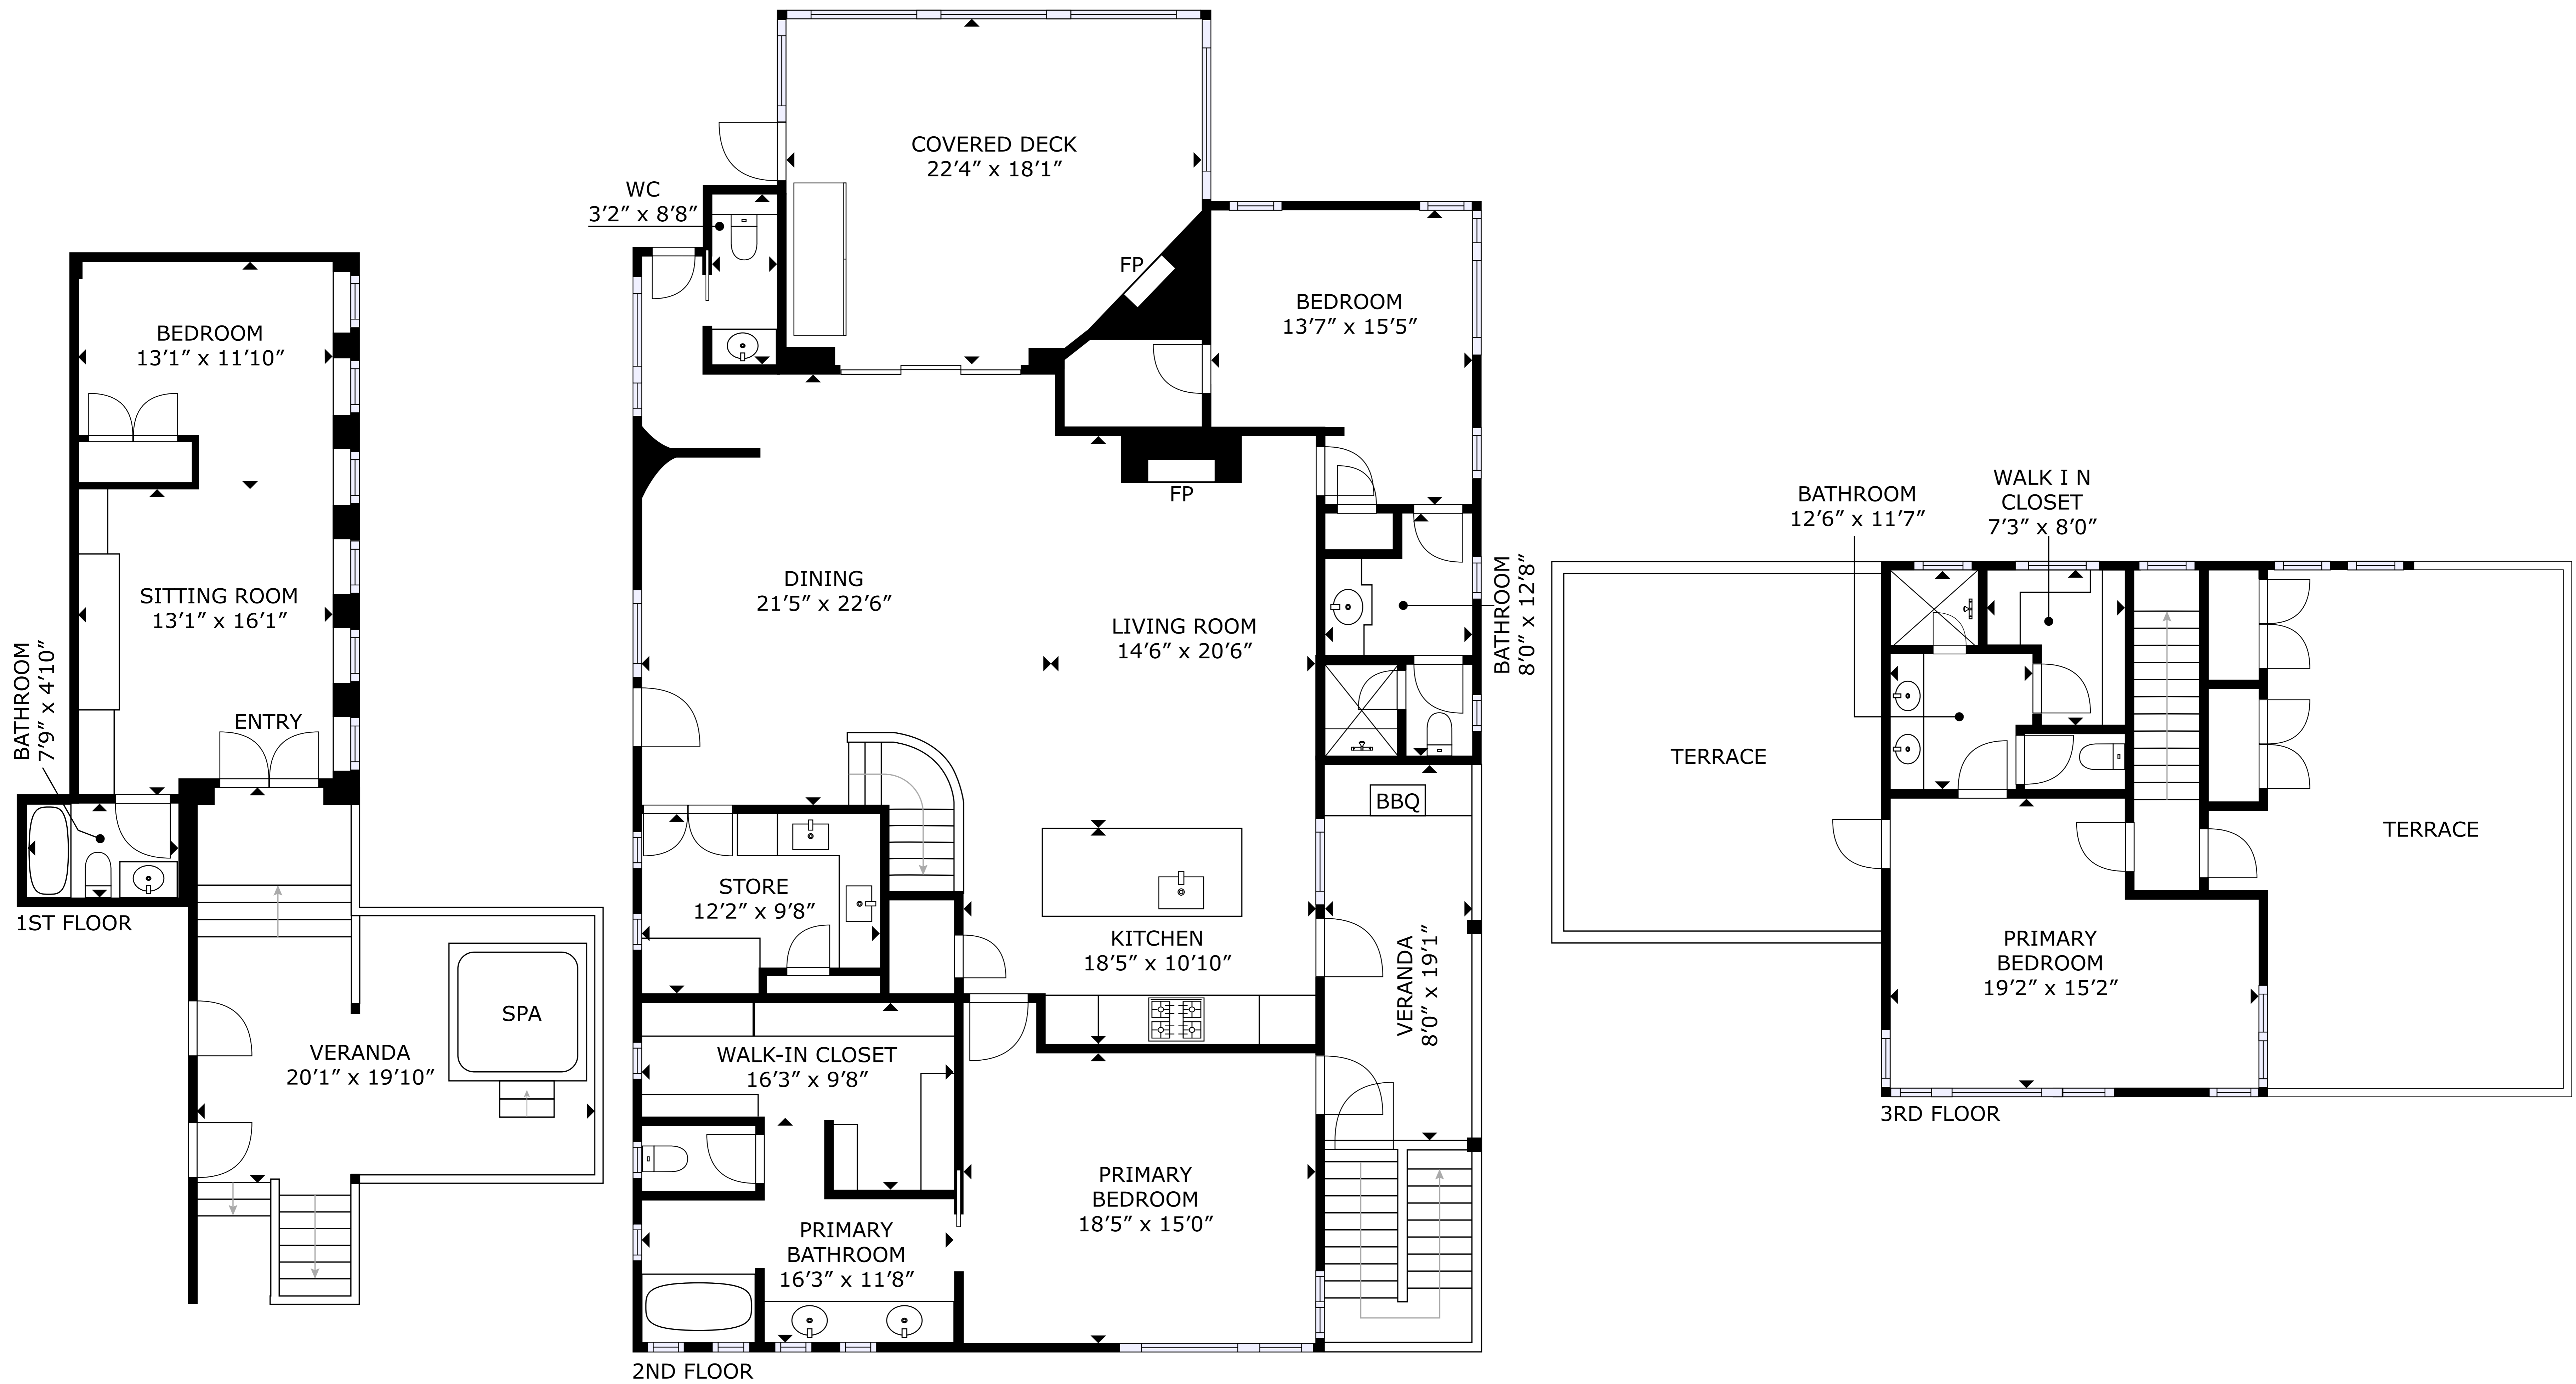 BEDROOM
13’1” x 11’10”
SITTING ROOM
13’1” x 16’1”
BATHROOM
7’9” x 4’10”
ENTRY
1ST FLOOR
SPA
VERANDA
20’1” x 19’10”
COVERED DECK
22’4” x 18’1”
WC
3’2” x 8’8”
FP
BEDROOM
13’7” x 15’5”
FP
DINING
21’5” x 22’6”
LIVING ROOM
14’6” x 20’6”
BATHROOM
8’0” x 12’8”
BBQ
STORE
12’2” x 9’8”
KITCHEN
18’5” x 10’10”
VERANDA
8’0” x 19’1”
WALK-IN CLOSET
16’3” x 9’8”
PRIMARY
BEDROOM
18’5” x 15’0”
PRIMARY
BATHROOM
16’3” x 11’8”
2ND FLOOR
BATHROOM
12’6” x 11’7”
WALK I N
CLOSET
7’3” x 8’0”
TERRACE
TERRACE
PRIMARY
BEDROOM
19’2” x 15’2”
3RD FLOOR